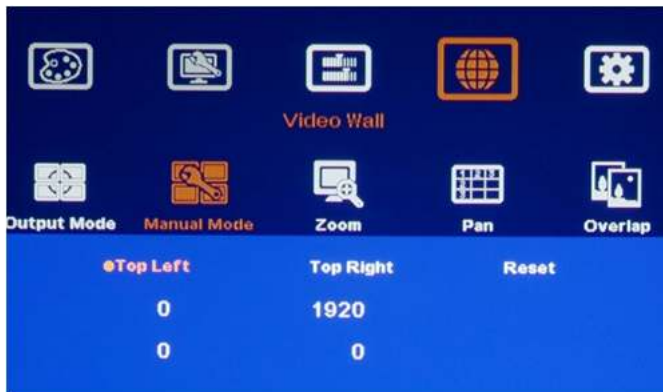 Video Wall
Output Mode Manual Mode Zoom Pan Overlap
Top Left Top Right Reset
0 1920
0 0